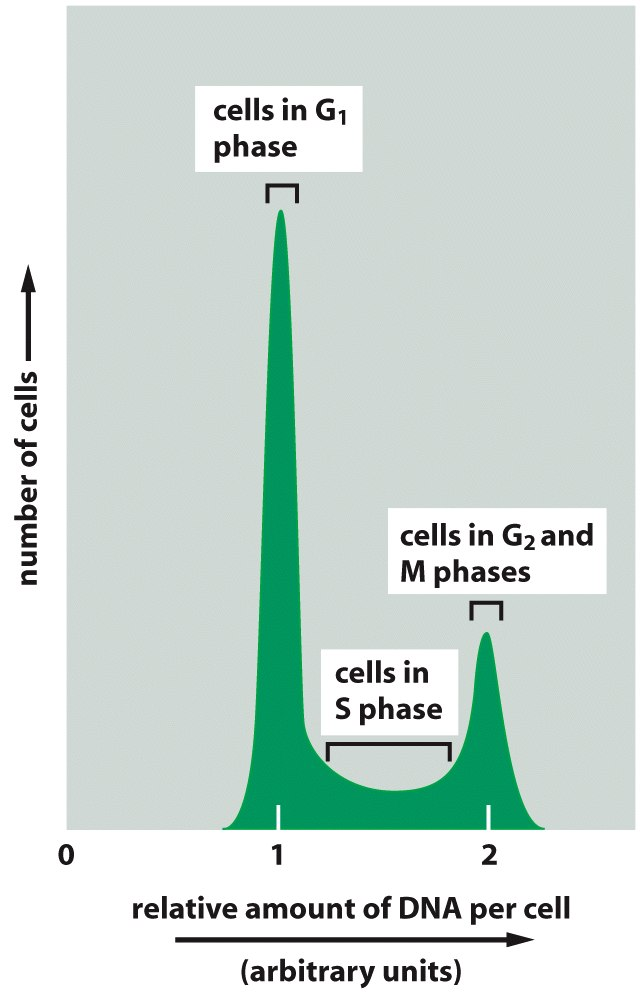 cells in G₁
phase
number of cells
cells in G₂ and
M phases
cells in
S phase
0 1 2
relative amount of DNA per cell
(arbitrary units)